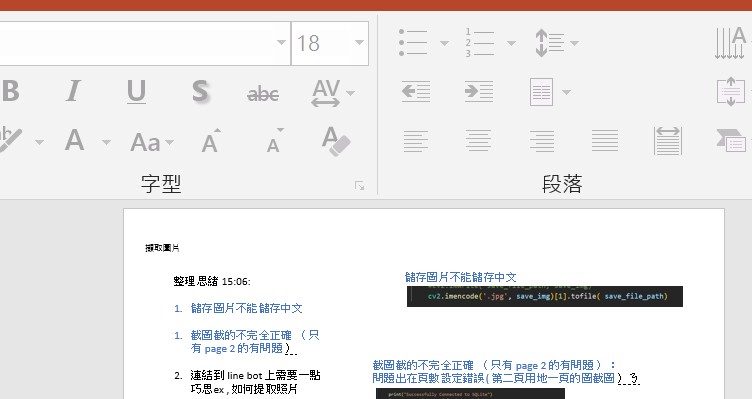 18
B I U S abc AV
A Aa A A A
字型
段落
擷取圖片
整理思緒 15:06:
1. 儲存圖片不能儲存中文
1. 截圖截的不完全正確 （ 只
有 page 2 的有問題 ）、
2. 連結到 line bot 上需要一點
巧思 ex , 如何提取照片
儲存圖片不能儲存中文
cv2.imencode('.jpg', save_img)[1].tofile( save_file_path)
截圖截的不完全正確 （ 只有 page 2 的有問題 ） ：
問題出在頁數設定錯誤 ( 第二頁用地一頁的圖截圖 ) 、
print("Successfully Connected to SQLite")